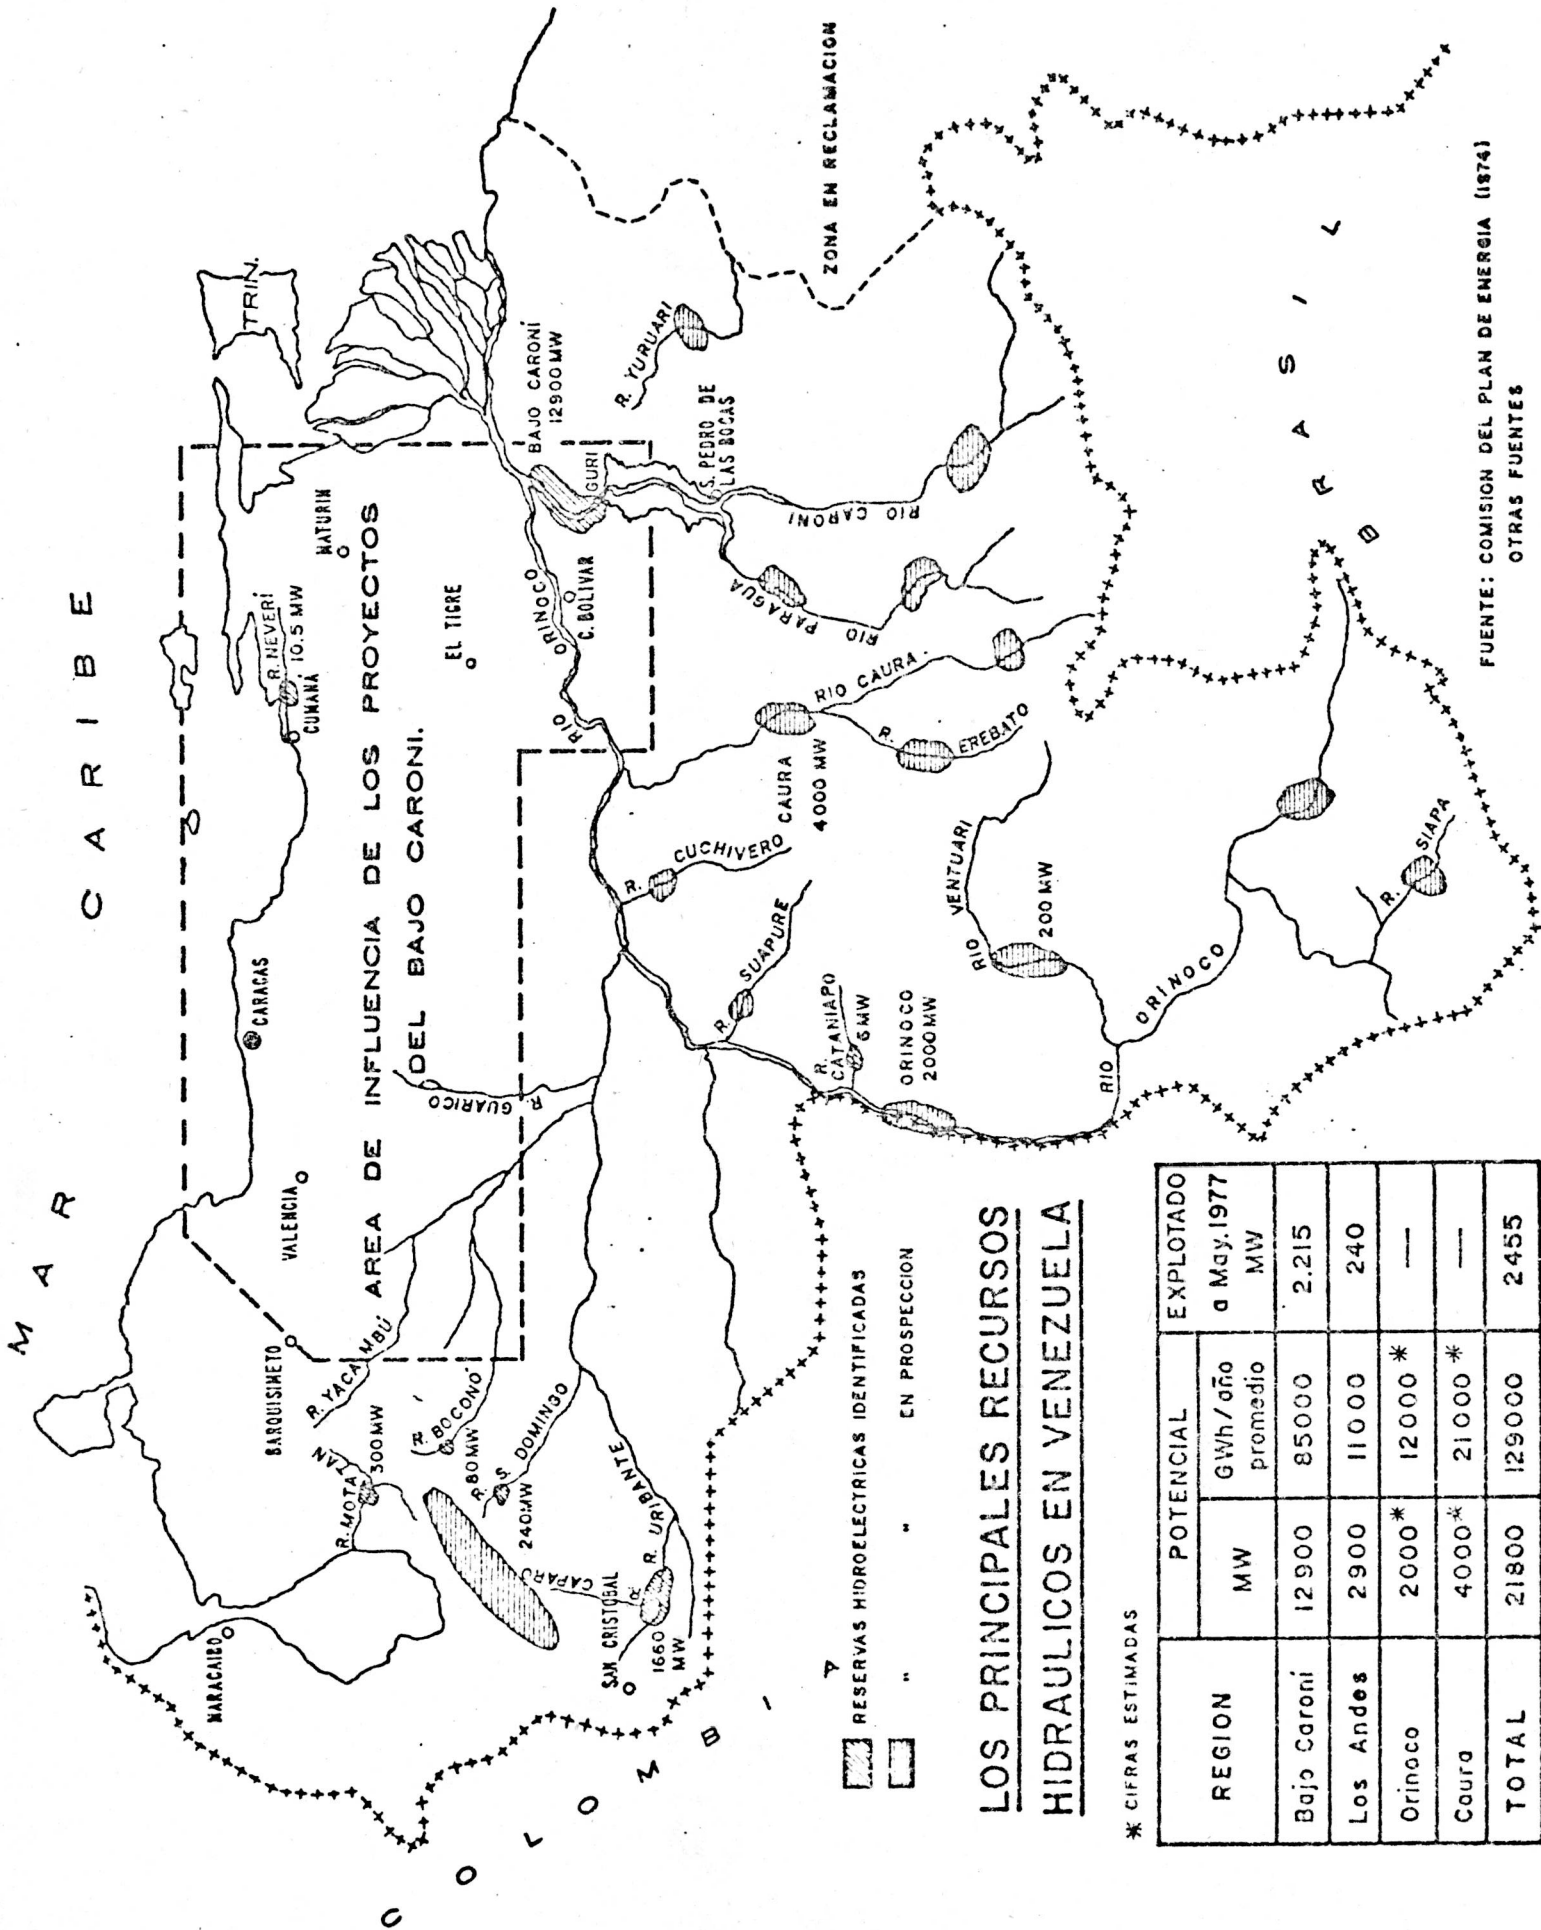 MAR CARIBE
TRIN.
R. NEVERÍ
10.5 MW
CUMANÁ
MATURIN
CARACAS
VALENCIA
BARQUISIMETO
MARACAIBO
EL TIGRE
AREA DE INFLUENCIA DE LOS PROYECTOS
DEL BAJO CARONI.
R. GUARICO
RIO ORINOCO
C. BOLIVAR
BAJO CARONÍ
12900 MW
GURI
R. YURUARI
S. PEDRO DE
LAS BOCAS
ZONA EN RECLAMACION
RIO CARONI
RIO PARAGUA
RIO CAURA
R. EREBATO
CAURA
4000 MW
R. CUCHIVERO
R. SUAPURE
R.
CATANIAPO
6 MW
ORINOCO
2000 MW
RIO VENTUARI
200 MW
RIO ORINOCO
R. SIAPA
R. YACAMBÚ
R. MOTATAN
300 MW
R. BOCONÓ
80 MW
R. S. DOMINGO
240 MW
R. CAPARO
R. URIBANTE
SAN CRISTOBAL
1660
MW
COLOMBIA
BRASIL
RESERVAS HIDROELECTRICAS IDENTIFICADAS
" " EN PROSPECCION
LOS PRINCIPALES RECURSOS
HIDRAULICOS EN VENEZUELA
* CIFRAS ESTIMADAS
REGION POTENCIAL EXPLOTADO
MW GWh/año promedio a May. 1977 MW
Bajo Caroní 12900 85000 2.215
Los Andes 2900 11000 240
Orinoco 2000* 12000* —
Caura 4000* 21000* —
TOTAL 21800 129000 2455
FUENTE: COMISION DEL PLAN DE ENERGIA (1874)
OTRAS FUENTES